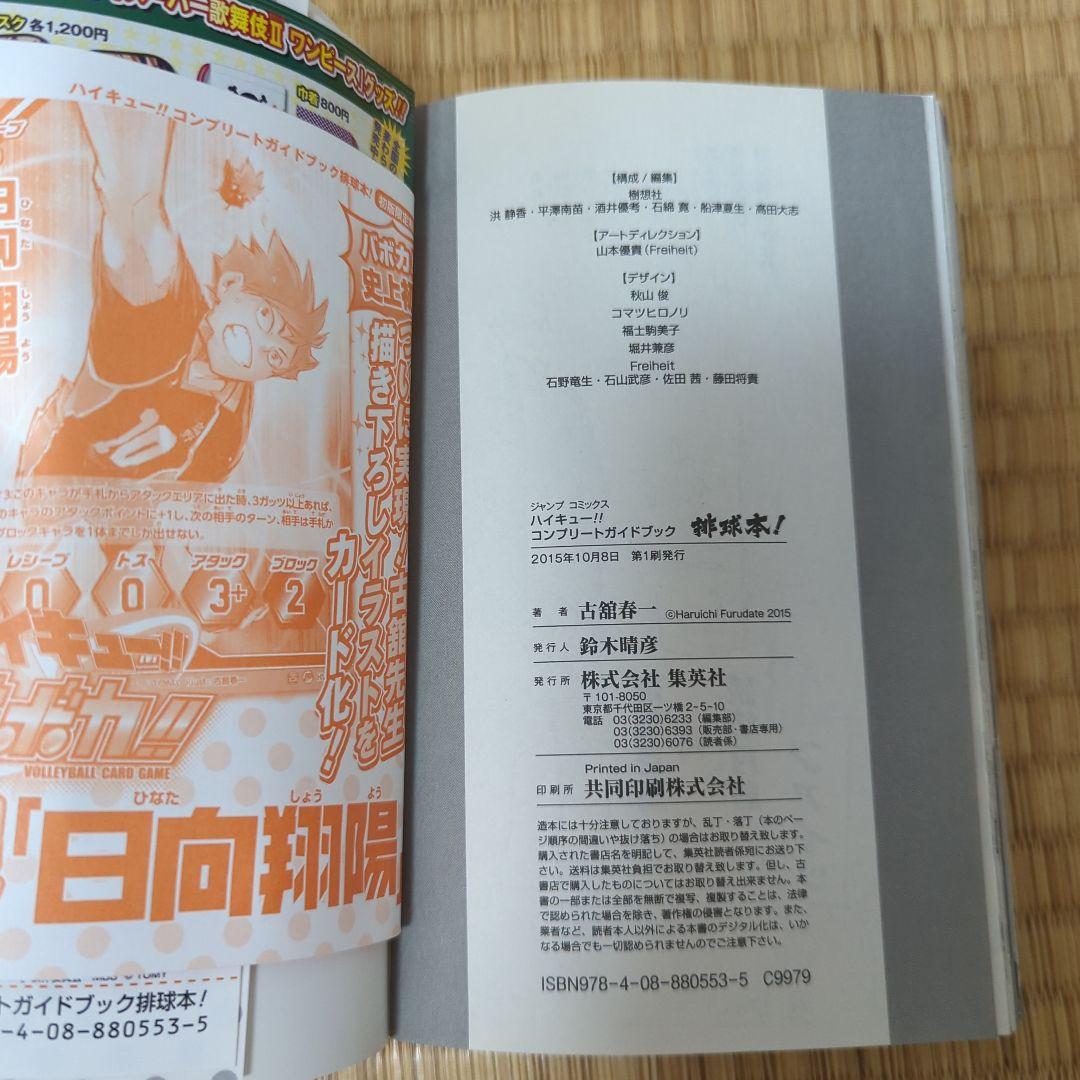 スク 各1,200円
歌舞伎Ⅱ ワンピース」グッズ!!!
巾着 800円
ハイキュー!! コンプリートガイドブック排球本!
初版限定
バボカ
史上初
ついに実現!古舘先生
描き下ろしイラストを
カード化!
ひなた
日向
しょうよう
翔陽
このキャラが手札からアタックエリアに出た時、3ガッツ以上あれば、
のキャラのアタックポイントに+1し、次の相手のターン、相手は手札か
ブロックキャラを1体までしか出せない。
レシーブ トス アタック ブロック
0 0 3+ 2
ハイキュー!!
バボカ!!
VOLLEYBALL CARD GAME
ひなた しょう よう
「日向翔陽」
トガイドブック排球本!
-4-08-880553-5
【構成/編集】
樹想社
洪 静香・平澤南苗・酒井優考・石綿 寛・船津夏生・高田大志
【アートディレクション】
山本優貴(Freiheit)
【デザイン】
秋山 俊
コマツヒロノリ
福士駒美子
堀井兼彦
Freiheit
石野竜生・石山武彦・佐田 茜・藤田将貴
ジャンプ コミックス
ハイキュー!!
コンプリートガイドブック 排球本!
2015年10月8日 第1刷発行
著者 古舘春一 ©Haruichi Furudate 2015
発行人 鈴木晴彦
発行所 株式会社 集英社
〒101-8050
東京都千代田区一ツ橋2-5-10
電話 03(3230)6233(編集部)
03(3230)6393(販売部・書店専用)
03(3230)6076(読者係)
Printed in Japan
印刷所 共同印刷株式会社
造本には十分注意しておりますが、乱丁・落丁(本のペー
ジ順序の間違いや抜け落ち)の場合はお取り替え致します。
購入された書店名を明記して、集英社読者係宛にお送り下
さい。送料は集英社負担でお取り替え致します。但し、古
書店で購入したものについてはお取り替え出来ません。本
書の一部または全部を無断で複写、複製することは、法律
で認められた場合を除き、著作権の侵害となります。また、
業者など、読者本人以外による本書のデジタル化は、いか
なる場合でも一切認められませんのでご注意下さい。
ISBN978-4-08-880553-5 C9979